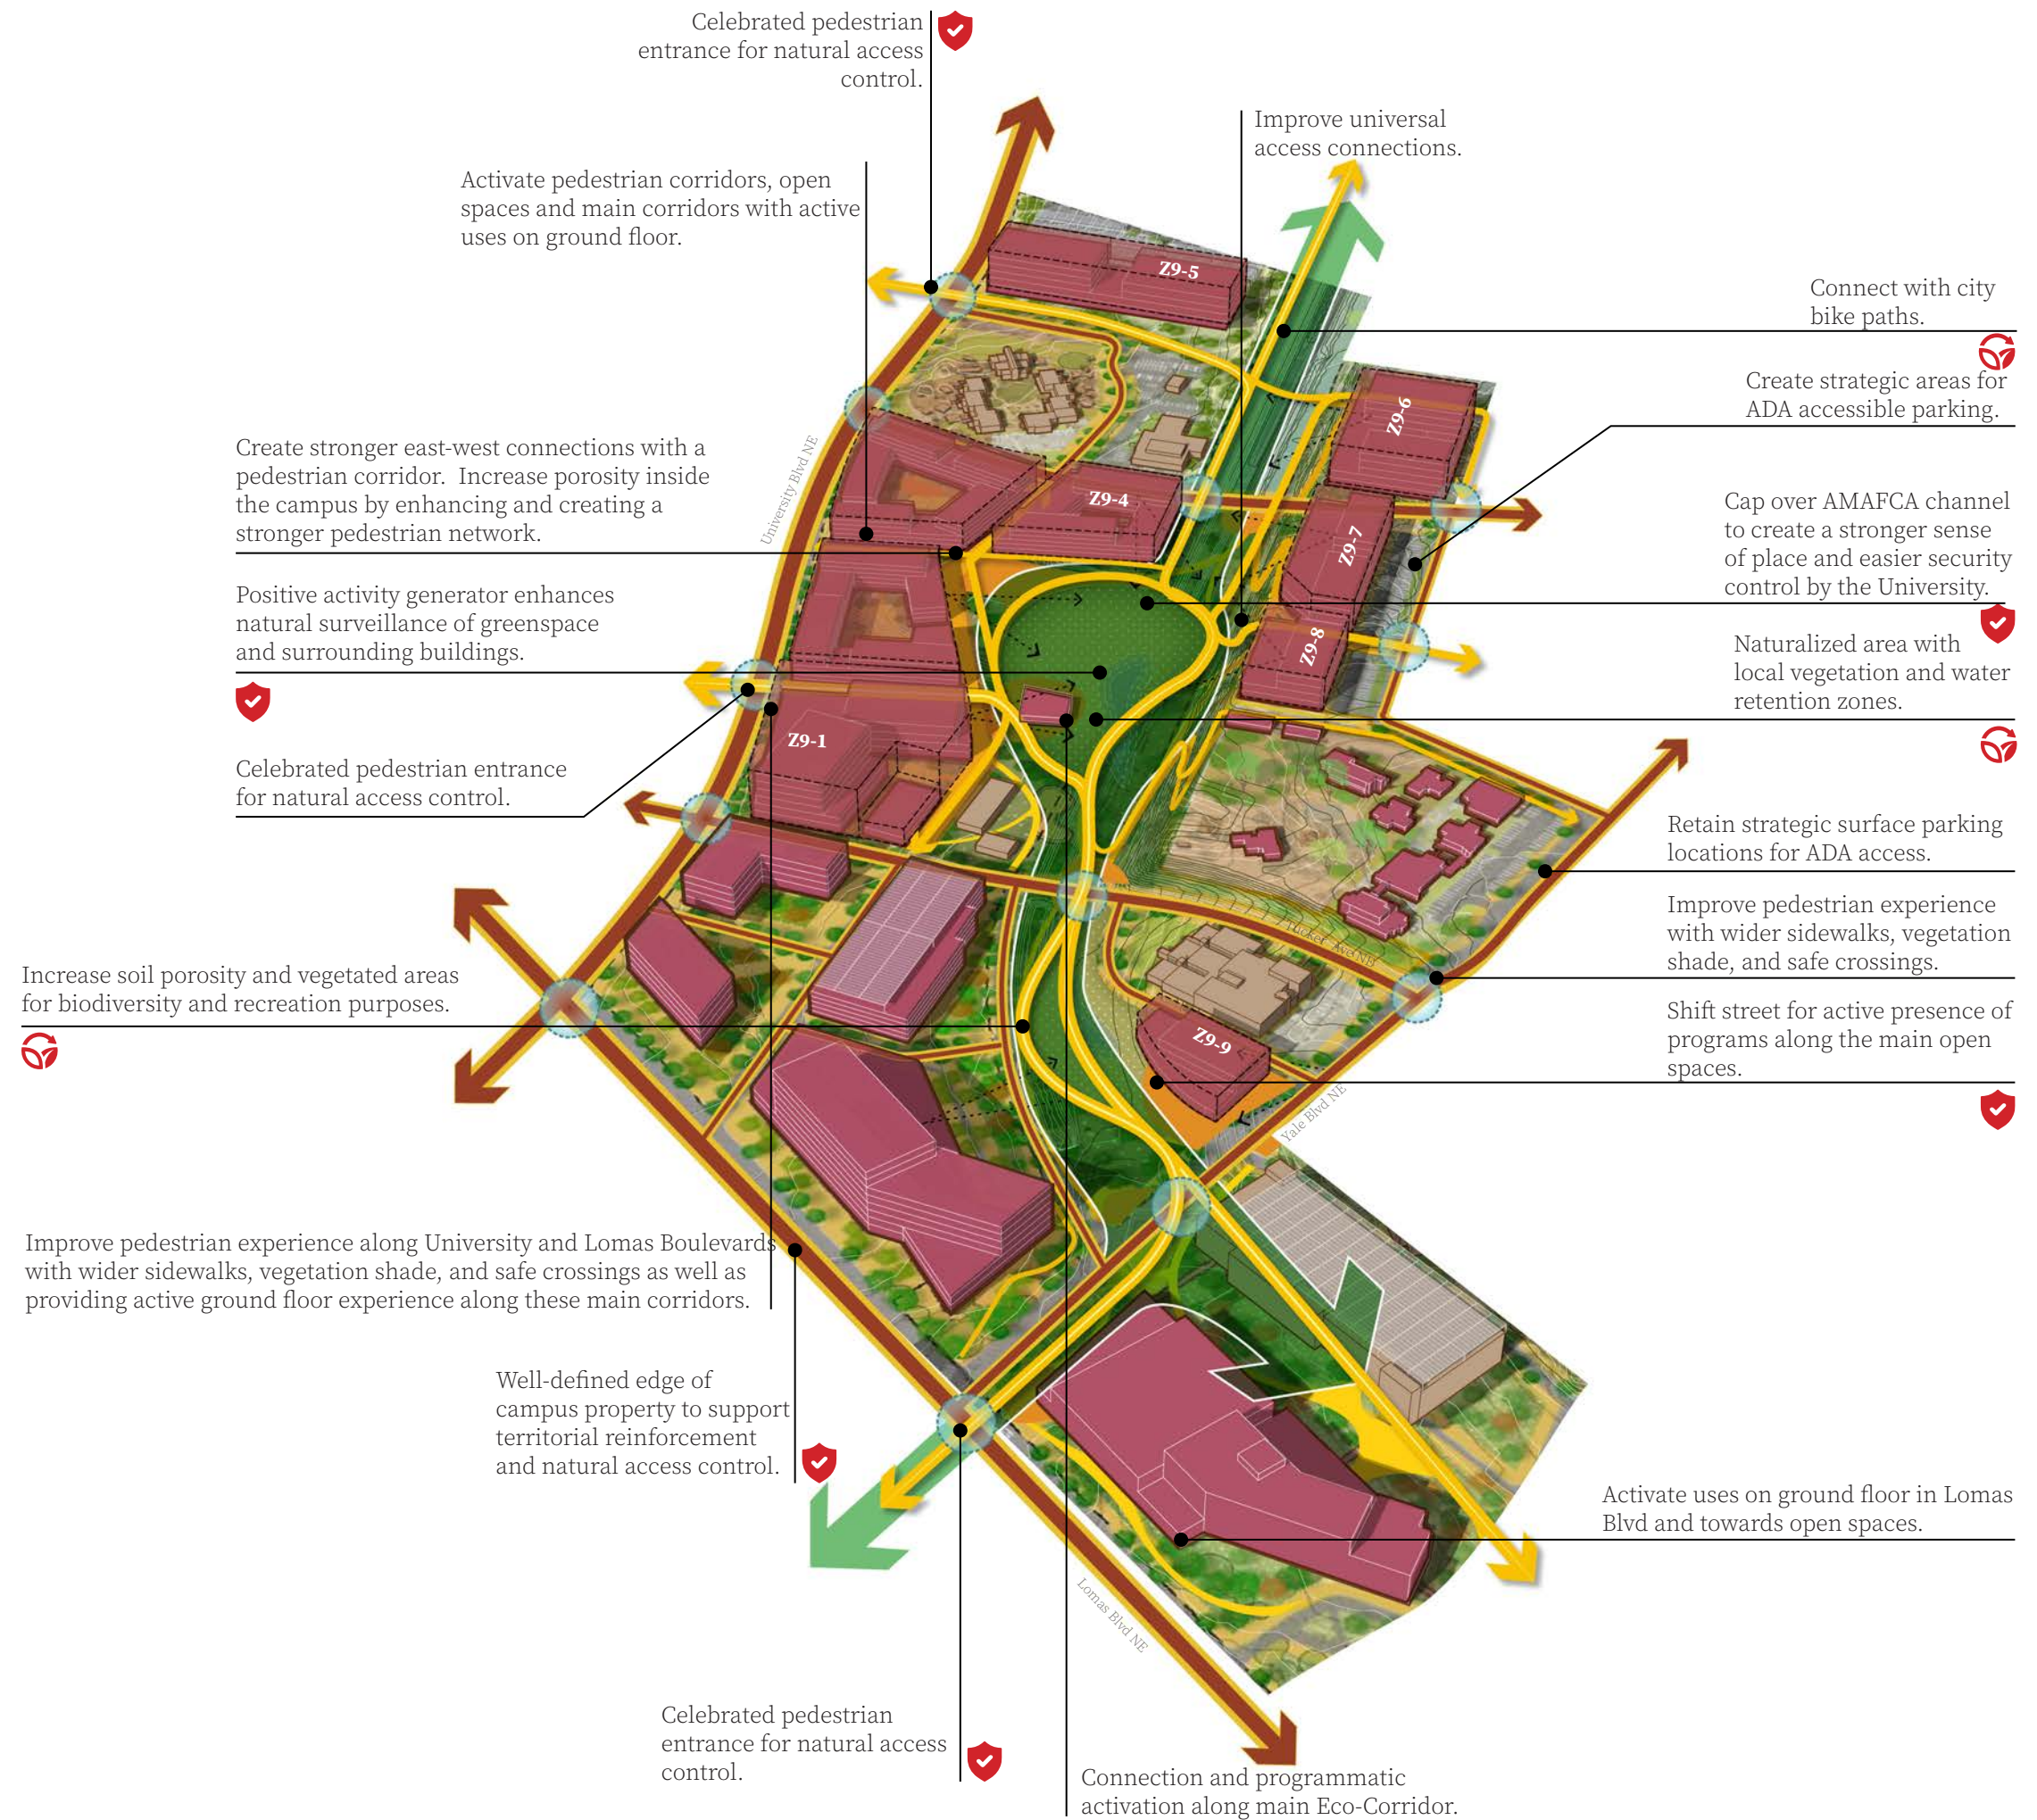 Celebrated pedestrian
entrance for natural access
control.
Improve universal
access connections.
Activate pedestrian corridors, open
spaces and main corridors with active
uses on ground floor.
Z9-5
Connect with city
bike paths.
Create strategic areas for
ADA accessible parking.
Z9-6
Create stronger east-west connections with a
pedestrian corridor. Increase porosity inside
the campus by enhancing and creating a
stronger pedestrian network.
University Blvd NE
Z9-4
Z9-7
Cap over AMAFCA channel
to create a stronger sense
of place and easier security
control by the University.
Positive activity generator enhances
natural surveillance of greenspace
and surrounding buildings.
Z9-8
Naturalized area with
local vegetation and water
retention zones.
Z9-1
Celebrated pedestrian entrance
for natural access control.
Retain strategic surface parking
locations for ADA access.
Improve pedestrian experience
with wider sidewalks, vegetation
shade, and safe crossings.
Tucker Ave NE
Increase soil porosity and vegetated areas
for biodiversity and recreation purposes.
Shift street for active presence of
programs along the main open
spaces.
Z9-9
Yale Blvd NE
Improve pedestrian experience along University and Lomas Boulevards
with wider sidewalks, vegetation shade, and safe crossings as well as
providing active ground floor experience along these main corridors.
Well-defined edge of
campus property to support
territorial reinforcement
and natural access control.
Activate uses on ground floor in Lomas
Blvd and towards open spaces.
Lomas Blvd NE
Celebrated pedestrian
entrance for natural access
control.
Connection and programmatic
activation along main Eco-Corridor.